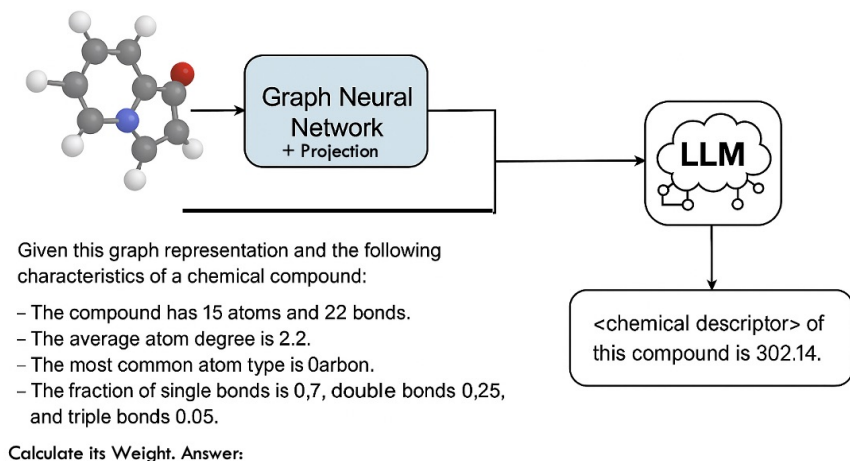 Graph Neural
Network
+ Projection
LLM
Given this graph representation and the following
characteristics of a chemical compound:
– The compound has 15 atoms and 22 bonds.
– The average atom degree is 2.2.
– The most common atom type is 0arbon.
– The fraction of single bonds is 0,7, double bonds 0,25,
and triple bonds 0.05.
Calculate its Weight. Answer:
<chemical descriptor> of
this compound is 302.14.